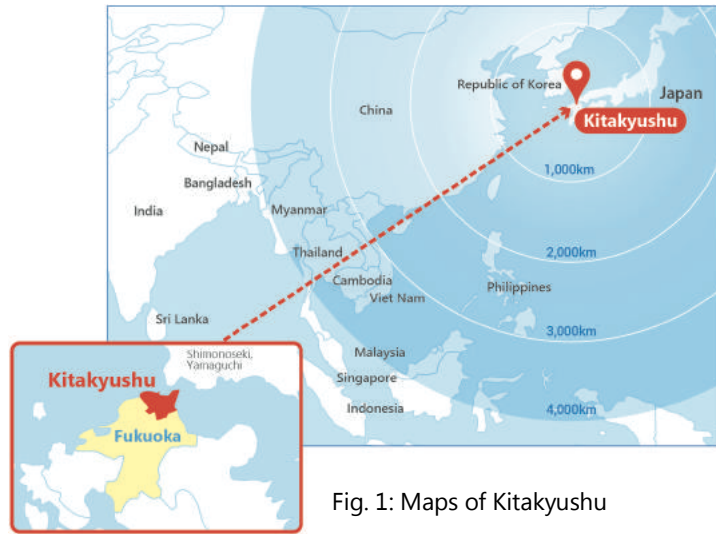 Republic of Korea
Japan
China
Kitakyushu
Nepal
1,000km
Bangladesh
India
Myanmar
Thailand
2,000km
Cambodia
Philippines
Viet Nam
Sri Lanka
3,000km
Malaysia
Singapore
Indonesia
4,000km
Shimonoseki,
Yamaguchi
Kitakyushu
Fukuoka
Fig. 1: Maps of Kitakyushu